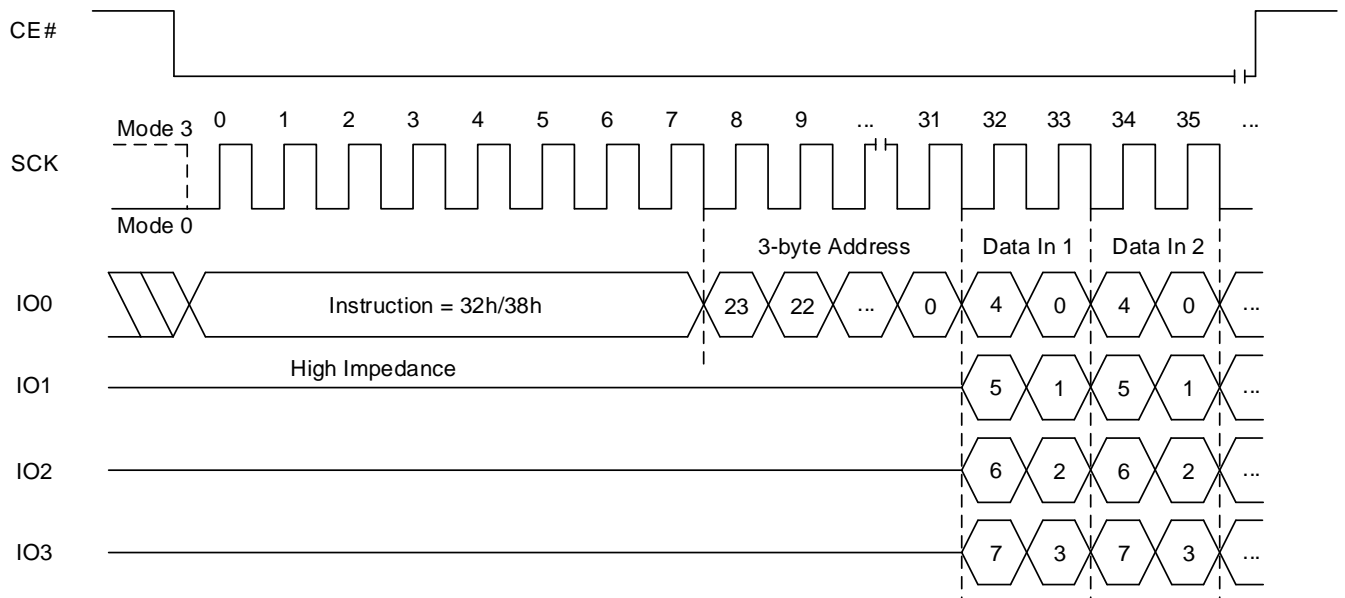 CE#
Mode 3 0 1 2 3 4 5 6 7 8 9 ... 31 32 33 34 35 ...
SCK
Mode 0
3-byte Address Data In 1 Data In 2
IO0 Instruction = 32h/38h 23 22 ... 0 4 0 4 0 ...
High Impedance
IO1 5 1 5 1 ...
IO2 6 2 6 2 ...
IO3 7 3 7 3 ...